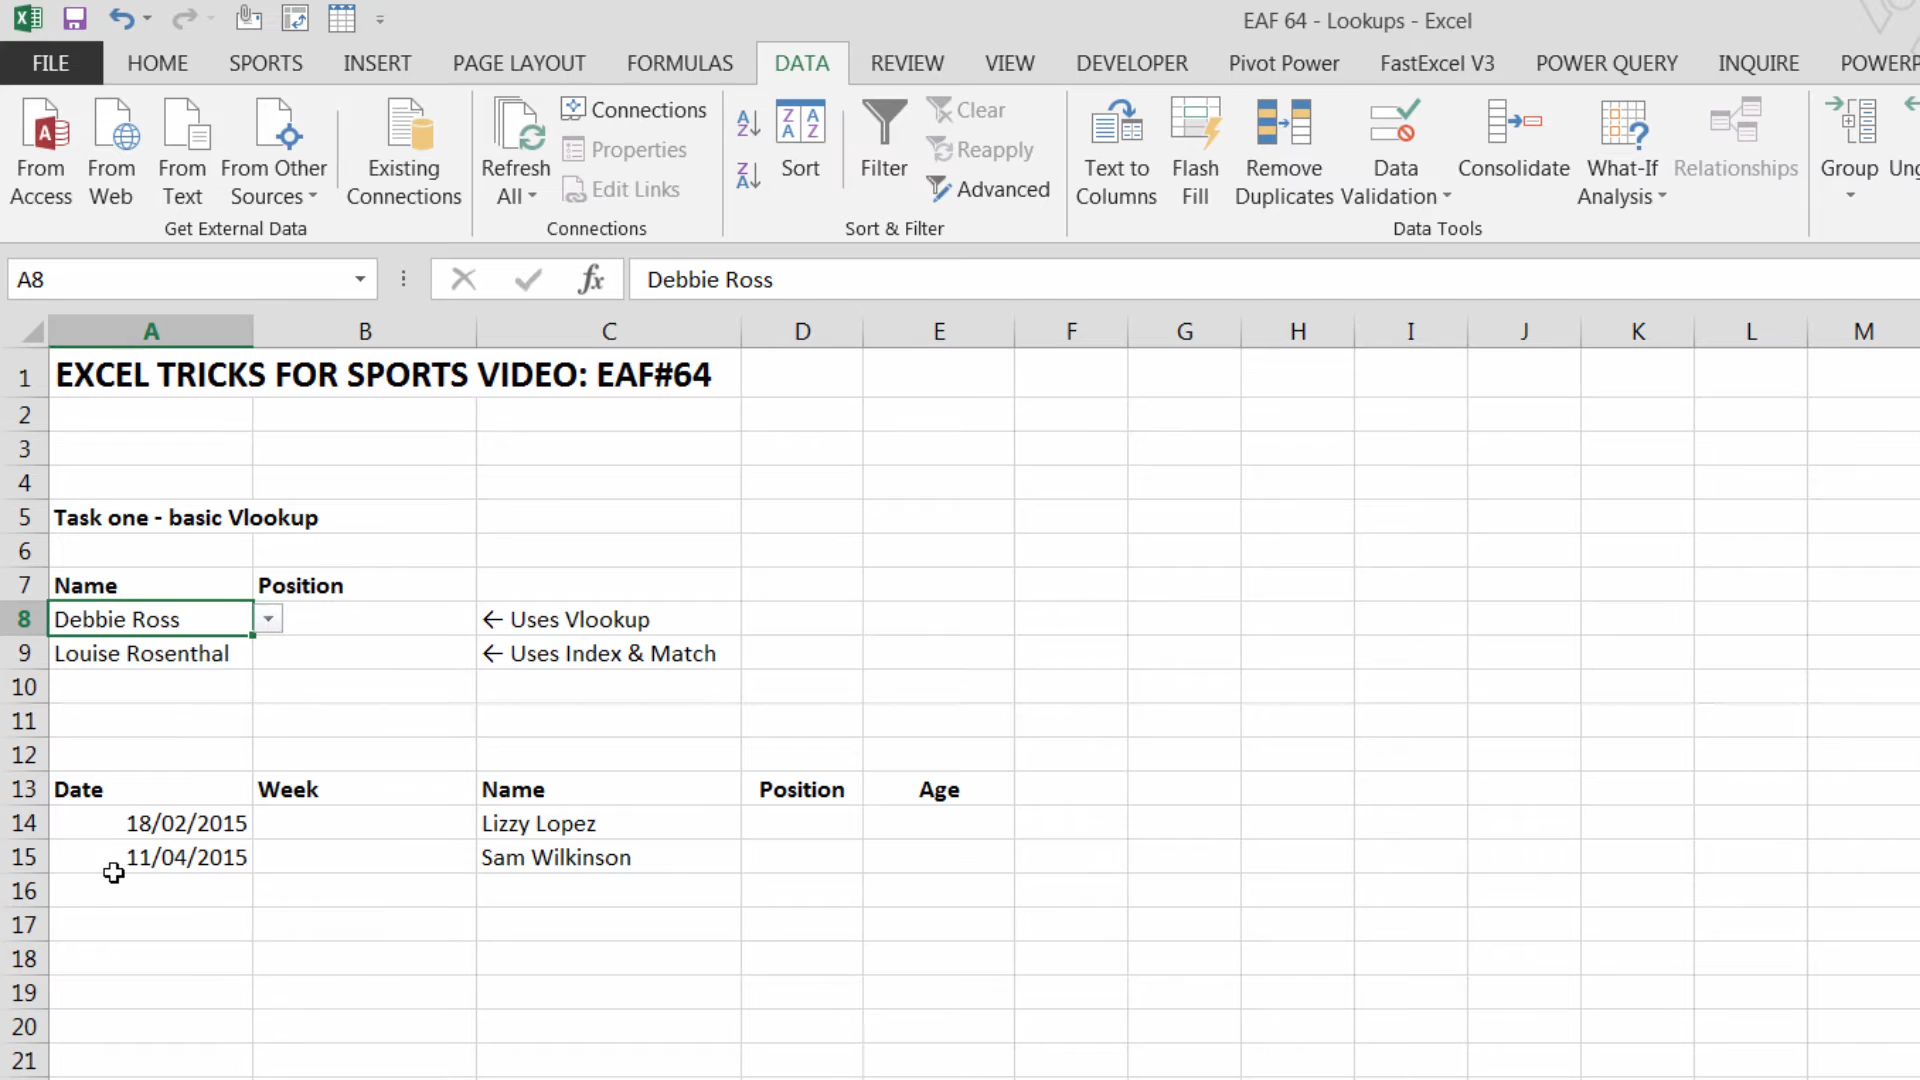 EAF 64 - Lookups - Excel
FILE HOME SPORTS INSERT PAGE LAYOUT FORMULAS DATA REVIEW VIEW DEVELOPER Pivot Power FastExcel V3 POWER QUERY INQUIRE POWERP
From Access From Web From Text From Other Sources Existing Connections Refresh All Connections Properties Edit Links Sort Filter Clear Reapply Advanced Text to Columns Flash Fill Remove Duplicates Data Validation Consolidate What-If Analysis Relationships Group Ung
Get External Data Connections Sort & Filter Data Tools
A8 fx Debbie Ross
A B C D E F G H I J K L M
1 EXCEL TRICKS FOR SPORTS VIDEO: EAF#64
2
3
4
5 Task one - basic Vlookup
6
7 Name Position
8 Debbie Ross ← Uses Vlookup
9 Louise Rosenthal ← Uses Index & Match
10
11
12
13 Date Week Name Position Age
14 18/02/2015 Lizzy Lopez
15 11/04/2015 Sam Wilkinson
16
17
18
19
20
21